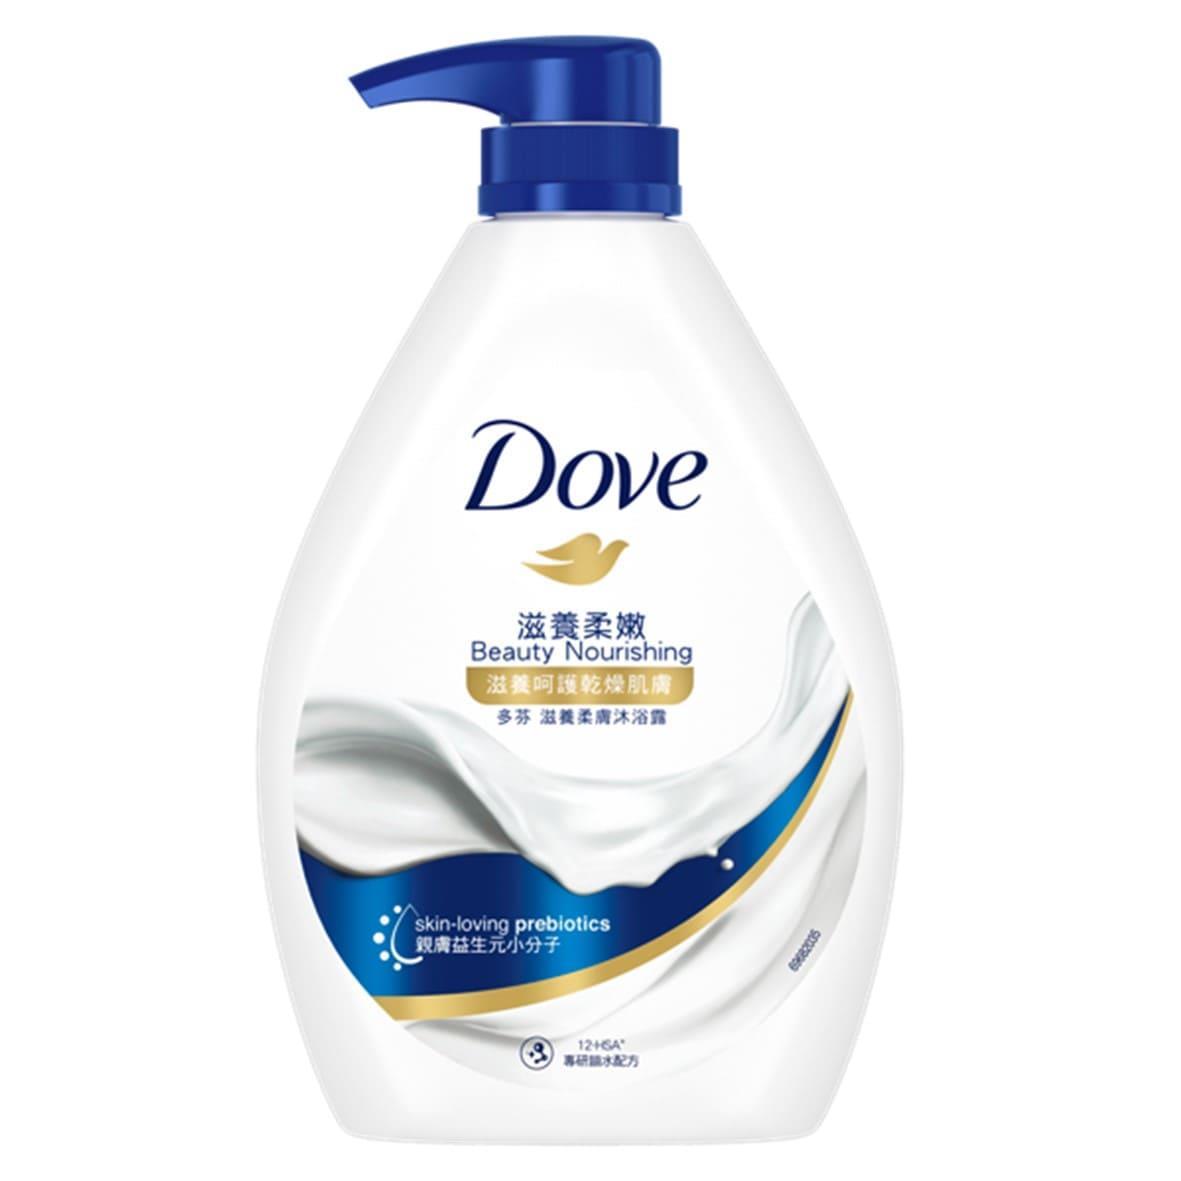 Dove
滋養柔嫩
Beauty Nourishing
滋養呵護乾燥肌膚
多芬 滋養柔膚沐浴露
skin-loving prebiotics
親膚益生元小分子
69682035
12-HSA*
專研鎖水配方